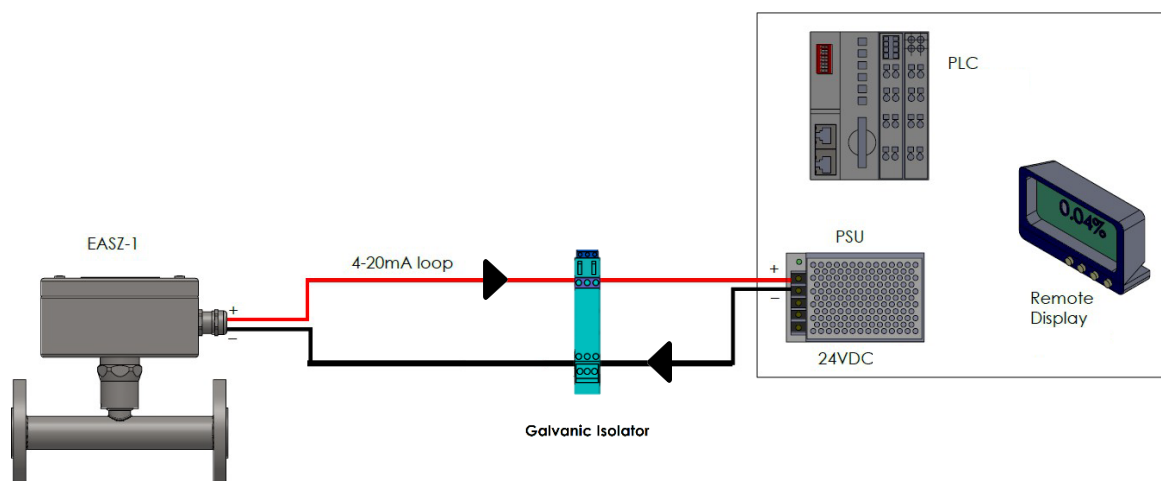 PLC
0.04%
EASZ-1
PSU
4-20mA loop
+
+
−
−
Remote
Display
24VDC
Galvanic Isolator